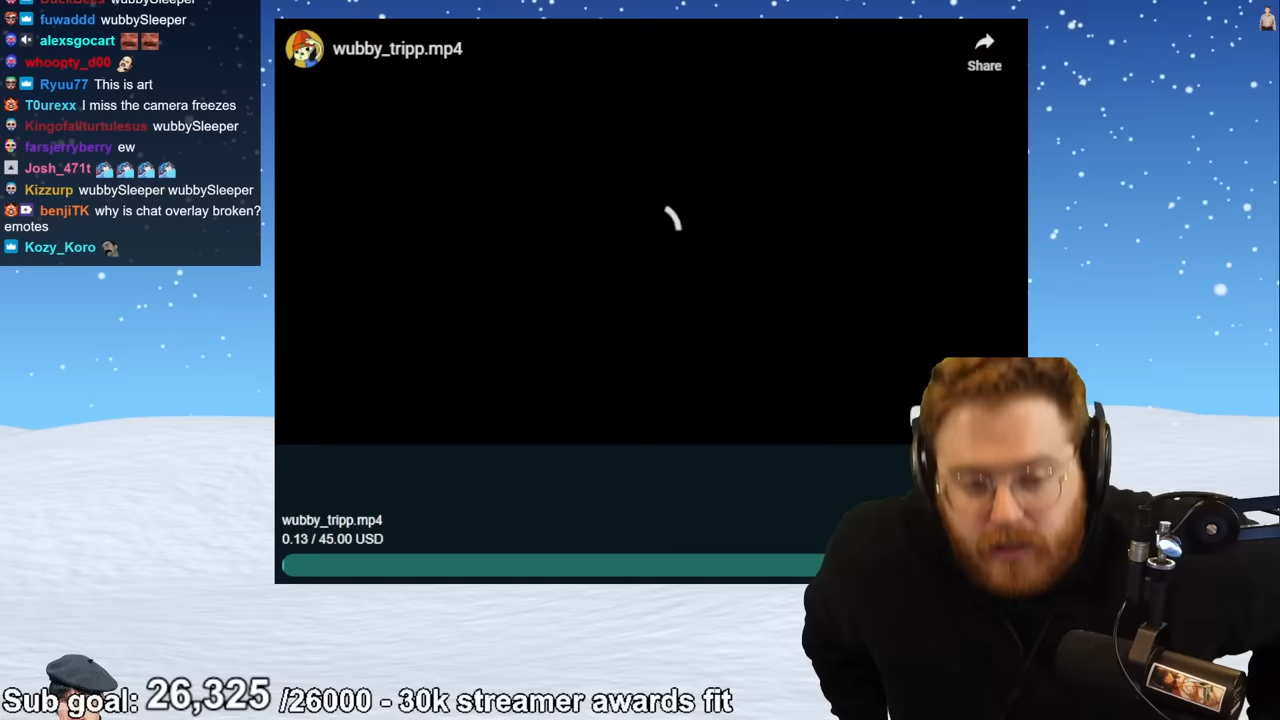 wubbySleeper
fuwaddd wubbySleeper
alexsgocart
whoopty_d00
Ryuu77 This is art
T0urexx I miss the camera freezes
Kingofallturtulesus wubbySleeper
farsjerryberry ew
Josh_471t
Kizzurp wubbySleeper wubbySleeper
benjiTK why is chat overlay broken?
emotes
Kozy_Koro
wubby_tripp.mp4
Share
wubby_tripp.mp4
0.13 / 45.00 USD
Sub goal: 26,325 /26000 - 30k streamer awards fit